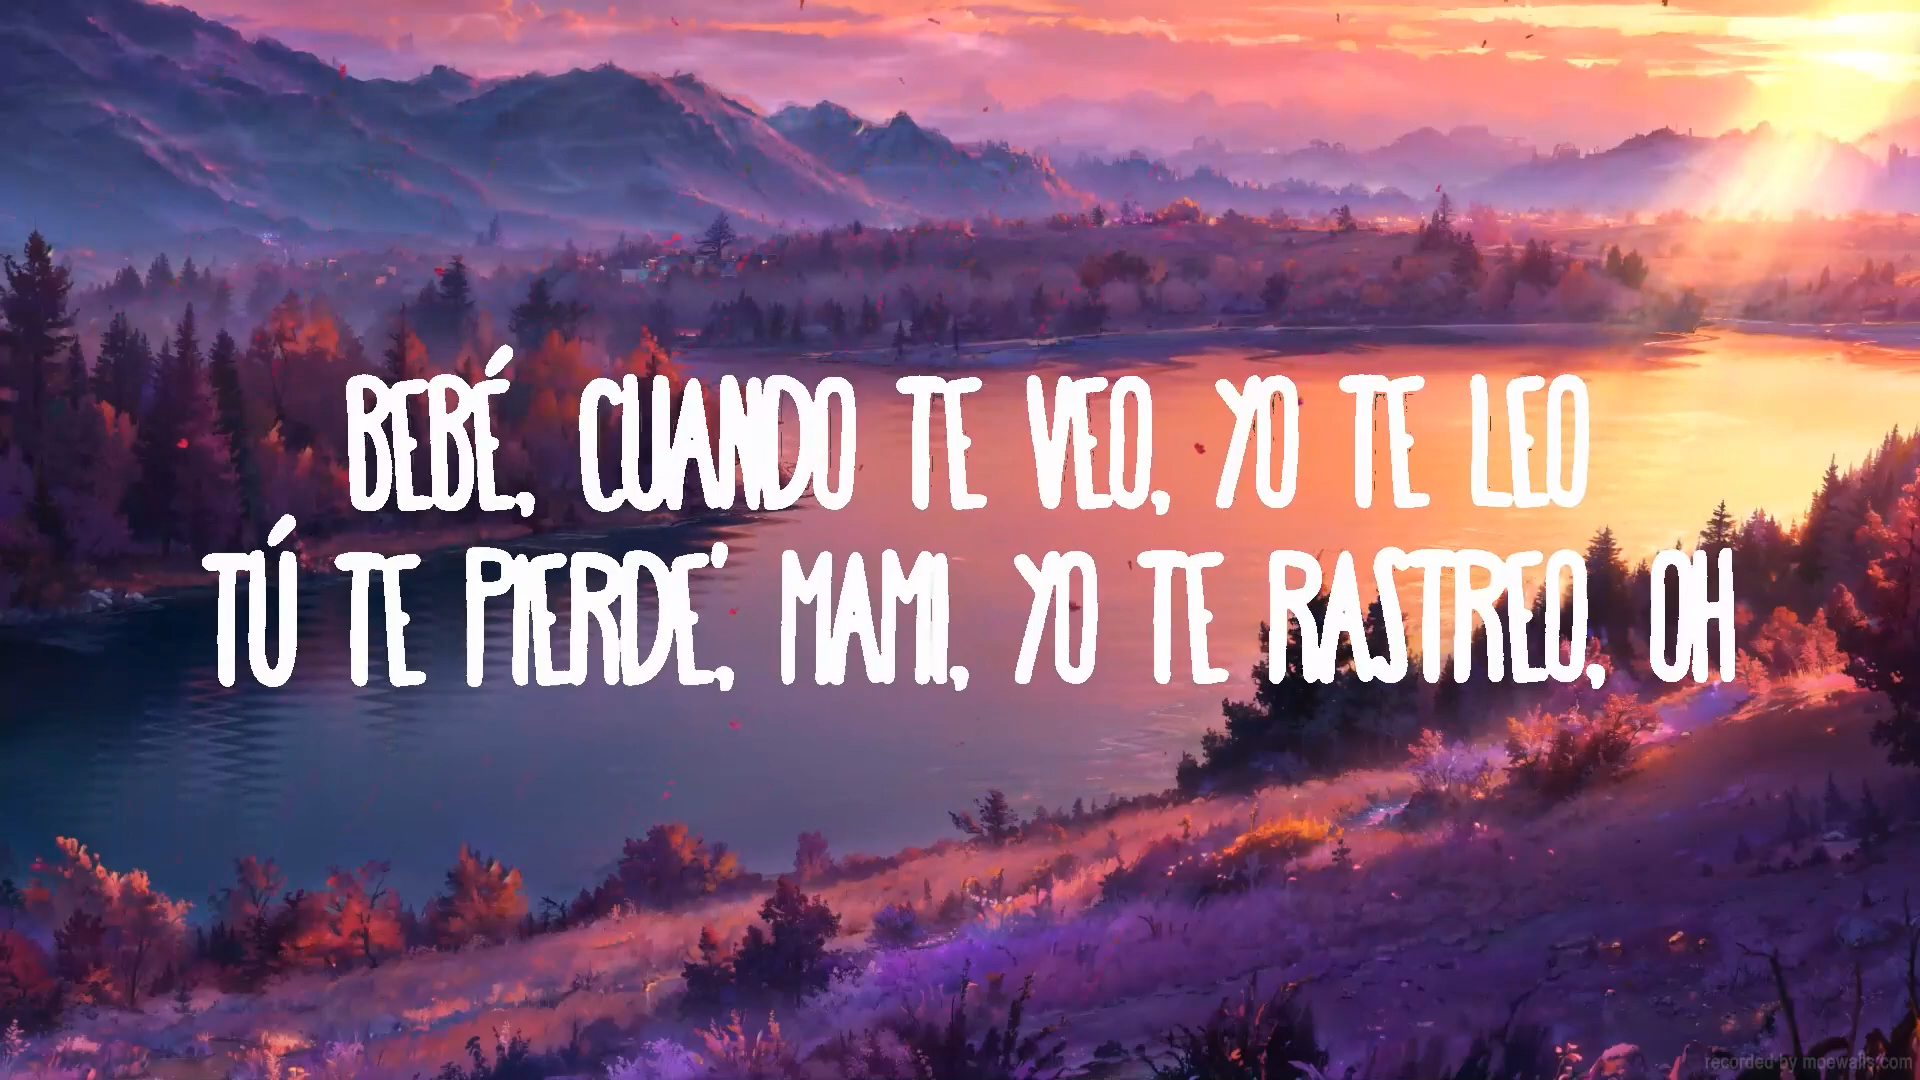 BEBÉ, CUANDO TE VEO, YO TE LEO
TÚ TE PIERDE', MAMI, YO TE RASTREO, OH
recorded by moewalls.com